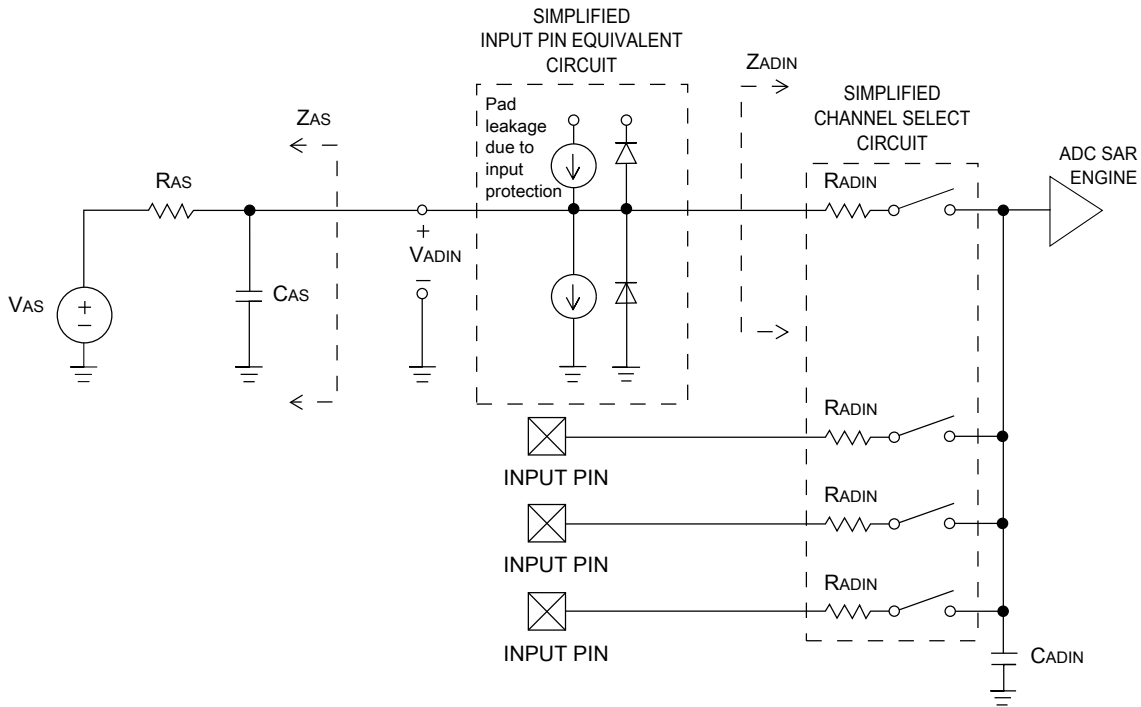 SIMPLIFIED
INPUT PIN EQUIVALENT
CIRCUIT
Pad
leakage
due to
input
protection
ZAS
ZADIN
SIMPLIFIED
CHANNEL SELECT
CIRCUIT
ADC SAR
ENGINE
RAS
RADIN
+
VADIN
–
CAS
VAS
+
–
RADIN
INPUT PIN
RADIN
INPUT PIN
RADIN
INPUT PIN
CADIN